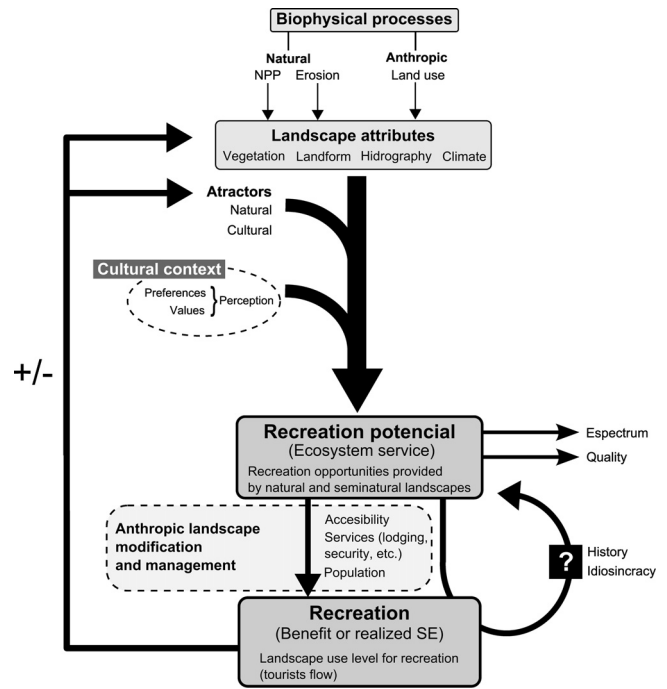 Biophysical processes
Natural
Anthropic
NPP Erosion
Land use
Landscape attributes
Vegetation Landform Hidrography Climate
Atractors
Natural
Cultural
Cultural context
Preferences
Values
} Perception
+/-
Recreation potencial
(Ecosystem service)
Recreation opportunities provided
by natural and seminatural landscapes
Espectrum
Quality
Anthropic landscape
modification
and management
Accesibility
Services (lodging,
security, etc.)
Population
?
History
Idiosincracy
Recreation
(Benefit or realized SE)
Landscape use level for recreation
(tourists flow)